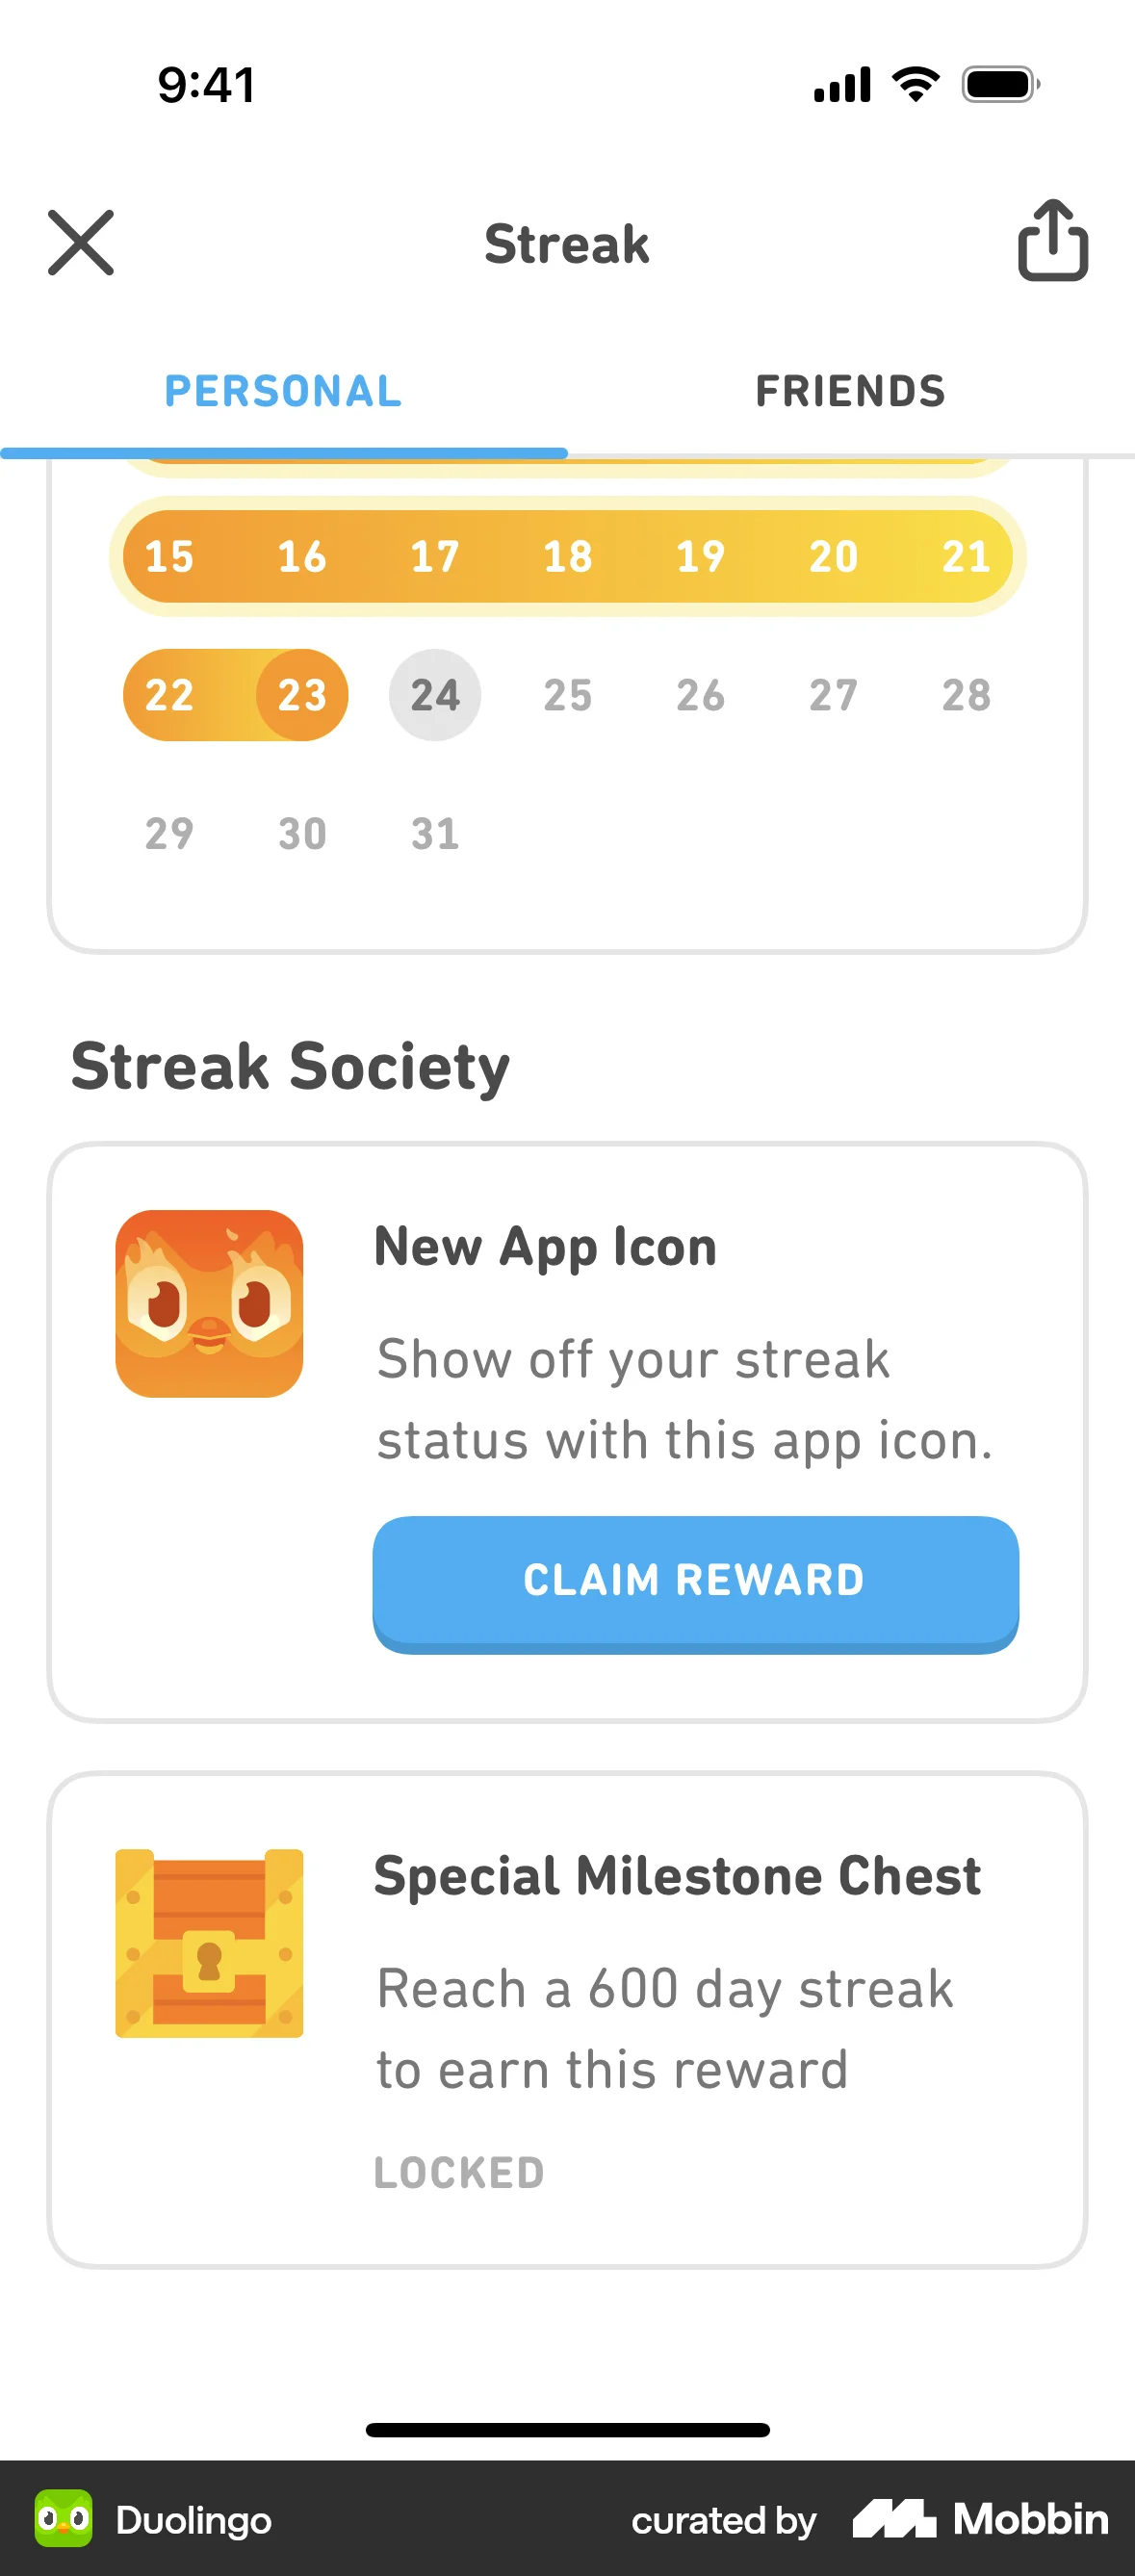 9:41
Streak
PERSONAL FRIENDS
15 16 17 18 19 20 21
22 23 24 25 26 27 28
29 30 31
Streak Society
New App Icon
Show off your streak
status with this app icon.
CLAIM REWARD
Special Milestone Chest
Reach a 600 day streak
to earn this reward
LOCKED
Duolingo curated by Mobbin